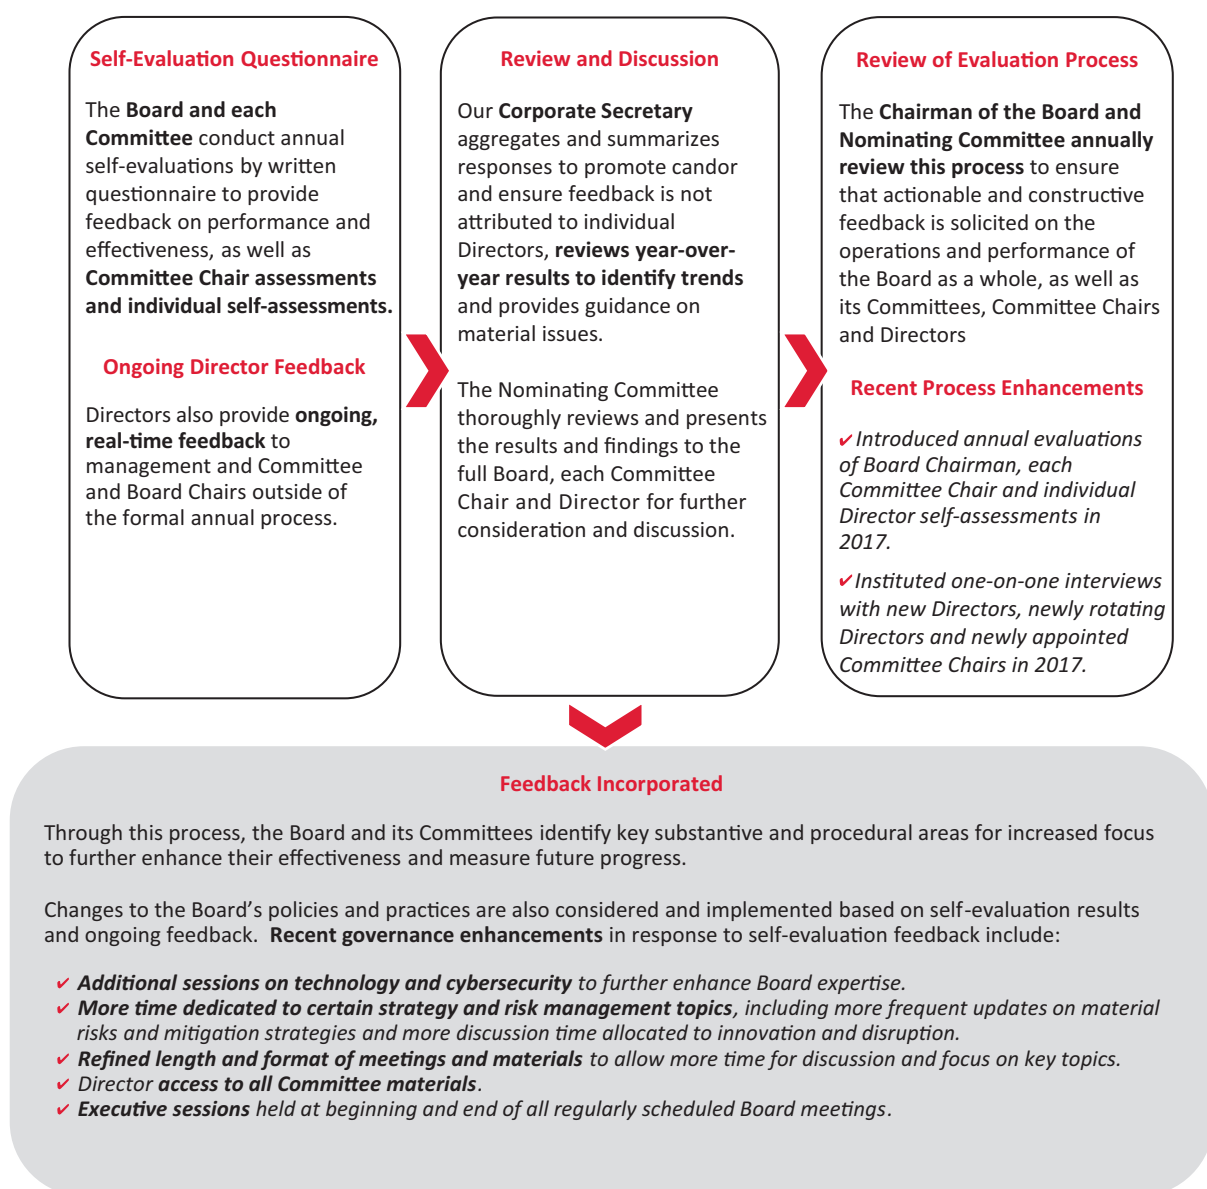 Self-Evaluation Questionnaire
The Board and each
Committee conduct annual
self-evaluations by written
questionnaire to provide
feedback on performance and
effectiveness, as well as
Committee Chair assessments
and individual self-assessments.
Ongoing Director Feedback
Directors also provide ongoing,
real-time feedback to
management and Committee
and Board Chairs outside of
the formal annual process.
Review and Discussion
Our Corporate Secretary
aggregates and summarizes
responses to promote candor
and ensure feedback is not
attributed to individual
Directors, reviews year-over-
year results to identify trends
and provides guidance on
material issues.
The Nominating Committee
thoroughly reviews and presents
the results and findings to the
full Board, each Committee
Chair and Director for further
consideration and discussion.
Review of Evaluation Process
The Chairman of the Board and
Nominating Committee annually
review this process to ensure
that actionable and constructive
feedback is solicited on the
operations and performance of
the Board as a whole, as well as
its Committees, Committee Chairs
and Directors
Recent Process Enhancements
✔Introduced annual evaluations
of Board Chairman, each
Committee Chair and individual
Director self-assessments in
2017.
✔Instituted one-on-one interviews
with new Directors, newly rotating
Directors and newly appointed
Committee Chairs in 2017.
Feedback Incorporated
Through this process, the Board and its Committees identify key substantive and procedural areas for increased focus
to further enhance their effectiveness and measure future progress.
Changes to the Board's policies and practices are also considered and implemented based on self-evaluation results
and ongoing feedback. Recent governance enhancements in response to self-evaluation feedback include:
✔ Additional sessions on technology and cybersecurity to further enhance Board expertise.
✔ More time dedicated to certain strategy and risk management topics, including more frequent updates on material
risks and mitigation strategies and more discussion time allocated to innovation and disruption.
✔ Refined length and format of meetings and materials to allow more time for discussion and focus on key topics.
✔ Director access to all Committee materials.
✔ Executive sessions held at beginning and end of all regularly scheduled Board meetings.